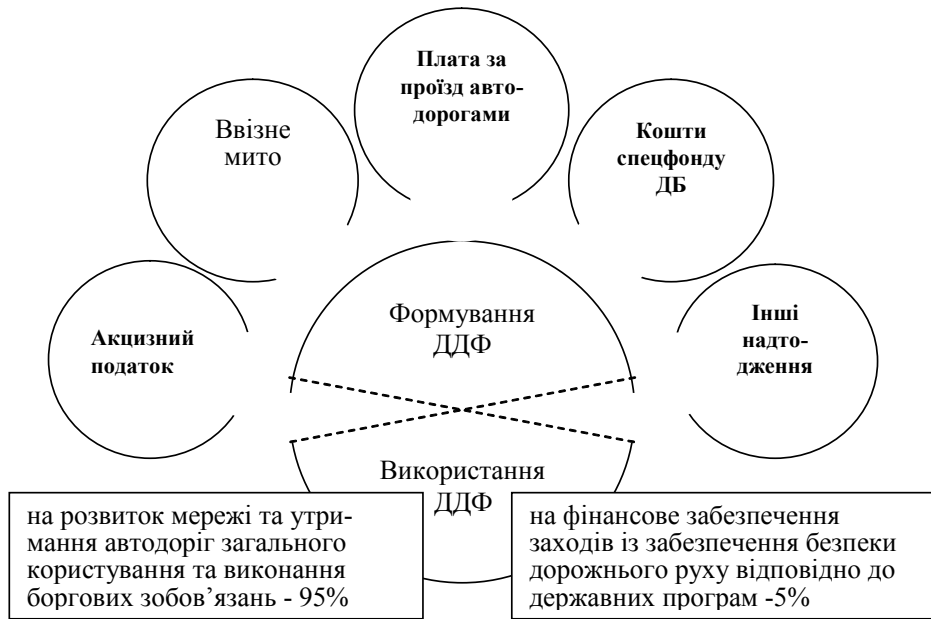 Плата за
проїзд авто-
дорогами
Ввізне
мито
Кошти
спецфонду
ДБ
Акцизний
податок
Формування
ДДФ
Інші
надто-
дження
Використання
ДДФ
на розвиток мережі та утри-
мання автодоріг загального
користування та виконання
боргових зобов’язань - 95%
на фінансове забезпечення
заходів із забезпечення безпеки
дорожнього руху відповідно до
державних програм -5%